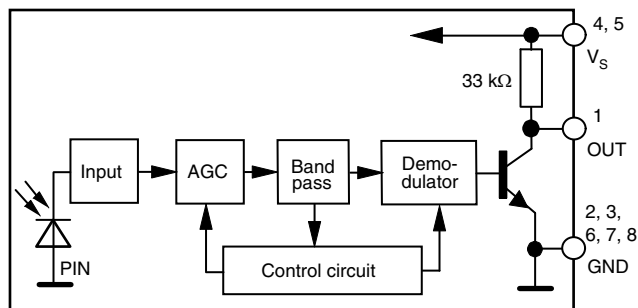 4, 5
V_S
33 kΩ
1
OUT
Input
AGC
Band
pass
Demo-
dulator
2, 3,
6, 7, 8
GND
PIN
Control circuit